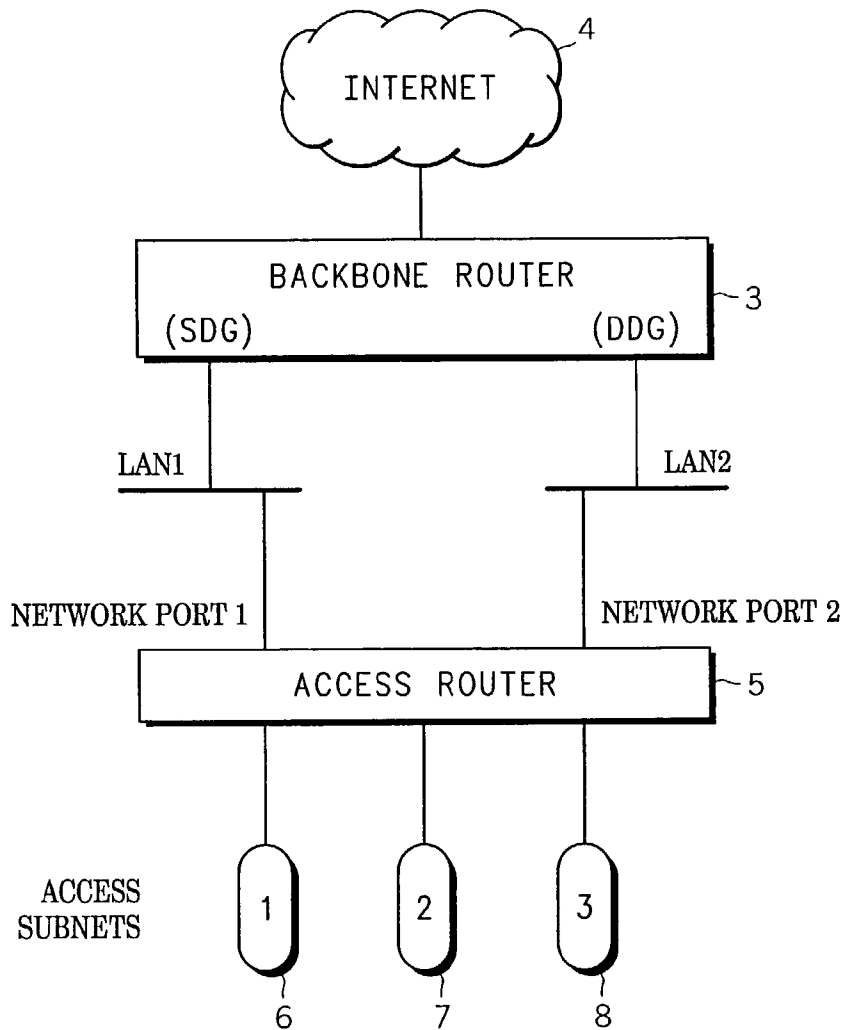 4
INTERNET
BACKBONE ROUTER
3
(SDG)
(DDG)
LAN1
LAN2
NETWORK PORT 1
NETWORK PORT 2
ACCESS ROUTER
5
ACCESS
SUBNETS
1
2
3
6
7
8